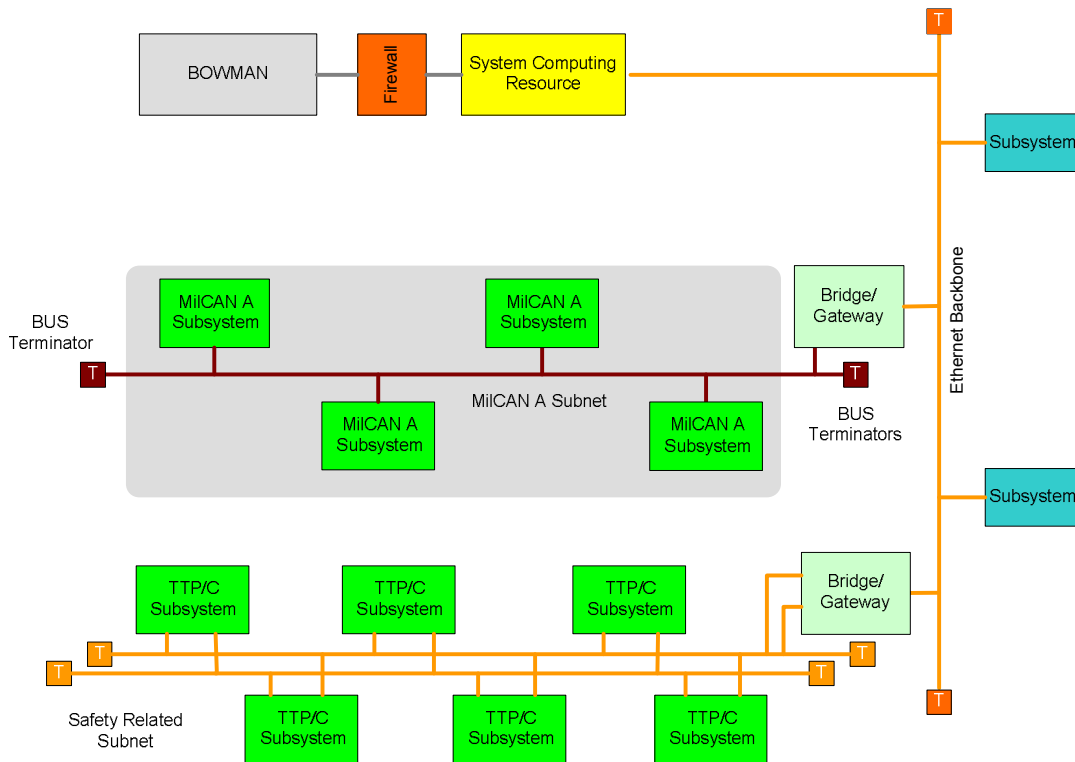 T
BOWMAN
Firewall
System Computing
Resource
Subsystem
Ethernet Backbone
MilCAN A
Subsystem
MilCAN A
Subsystem
Bridge/
Gateway
BUS
Terminator
T
T
MilCAN A Subnet
MilCAN A
Subsystem
MilCAN A
Subsystem
BUS
Terminators
Subsystem
TTP/C
Subsystem
TTP/C
Subsystem
TTP/C
Subsystem
Bridge/
Gateway
T
T
T
T
T
Safety Related
Subnet
TTP/C
Subsystem
TTP/C
Subsystem
TTP/C
Subsystem